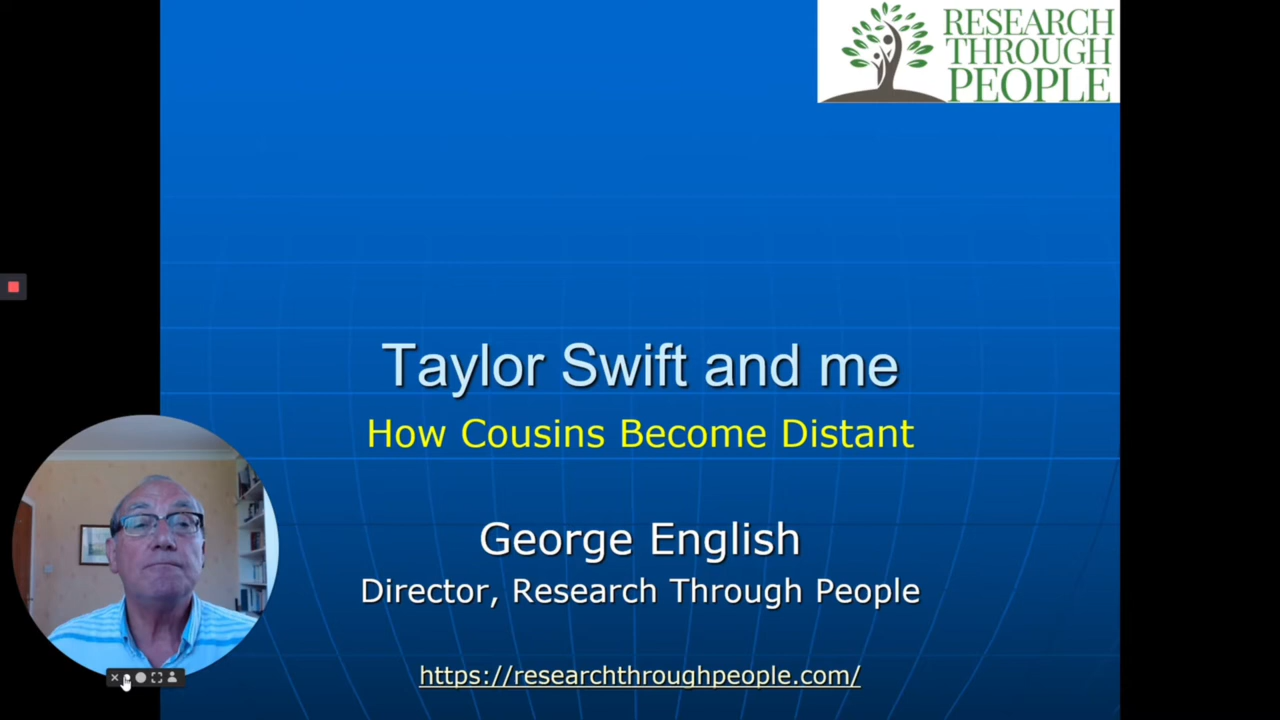 RESEARCH
THROUGH
PEOPLE
Taylor Swift and me
How Cousins Become Distant
George English
Director, Research Through People
https://researchthroughpeople.com/